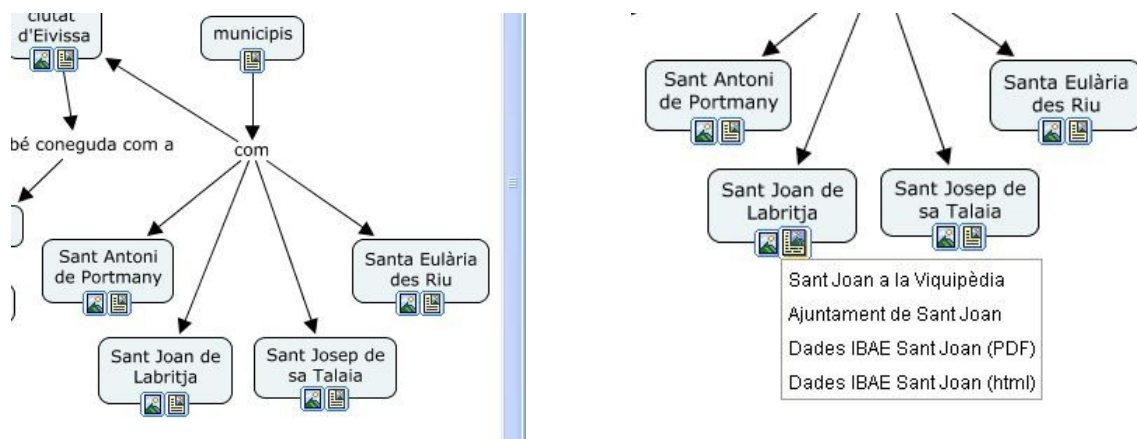 ciutat
d'Eivissa
municipis
bé coneguda com a
com
Sant Antoni
de Portmany
Santa Eulària
des Riu
Sant Joan de
Labritja
Sant Josep de
sa Talaia
Sant Antoni
de Portmany
Santa Eulària
des Riu
Sant Joan de
Labritja
Sant Josep de
sa Talaia
Sant Joan a la Viquipèdia
Ajuntament de Sant Joan
Dades IBAE Sant Joan (PDF)
Dades IBAE Sant Joan (html)